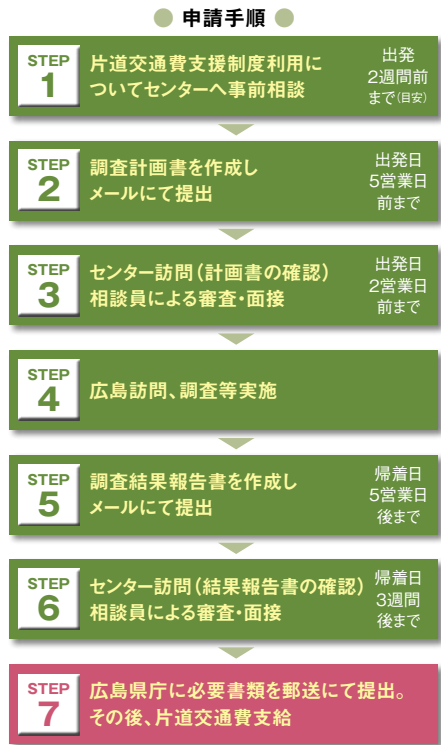 ● 申請手順 ●
STEP
1
片道交通費支援制度利用に
ついてセンターへ事前相談
出発
2週間前
まで(目安)
STEP
2
調査計画書を作成し
メールにて提出
出発日
5営業日
前まで
STEP
3
センター訪問(計画書の確認)
相談員による審査・面接
出発日
2営業日
前まで
STEP
4
広島訪問、調査等実施
STEP
5
調査結果報告書を作成し
メールにて提出
帰着日
5営業日
後まで
STEP
6
センター訪問(結果報告書の確認)
相談員による審査・面接
帰着日
3週間
後まで
STEP
7
広島県庁に必要書類を郵送にて提出。
その後、片道交通費支給